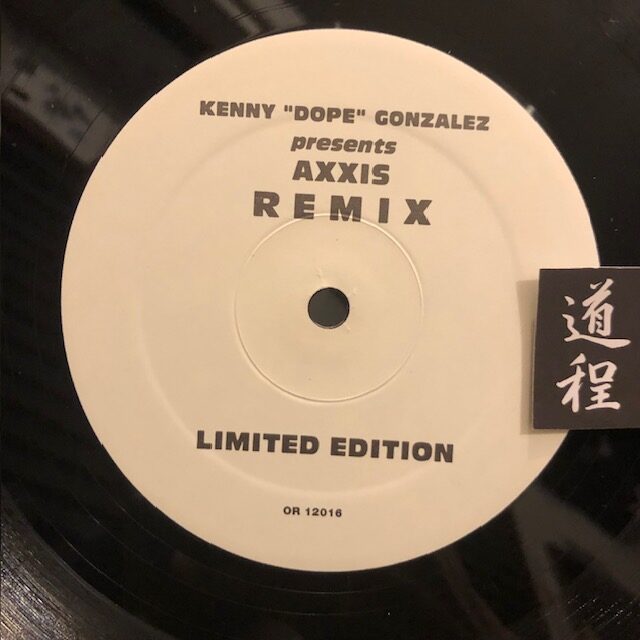 KENNY "DOPE" GONZALEZ
presents
AXXIS
REMIX
道程
LIMITED EDITION
OR 12016